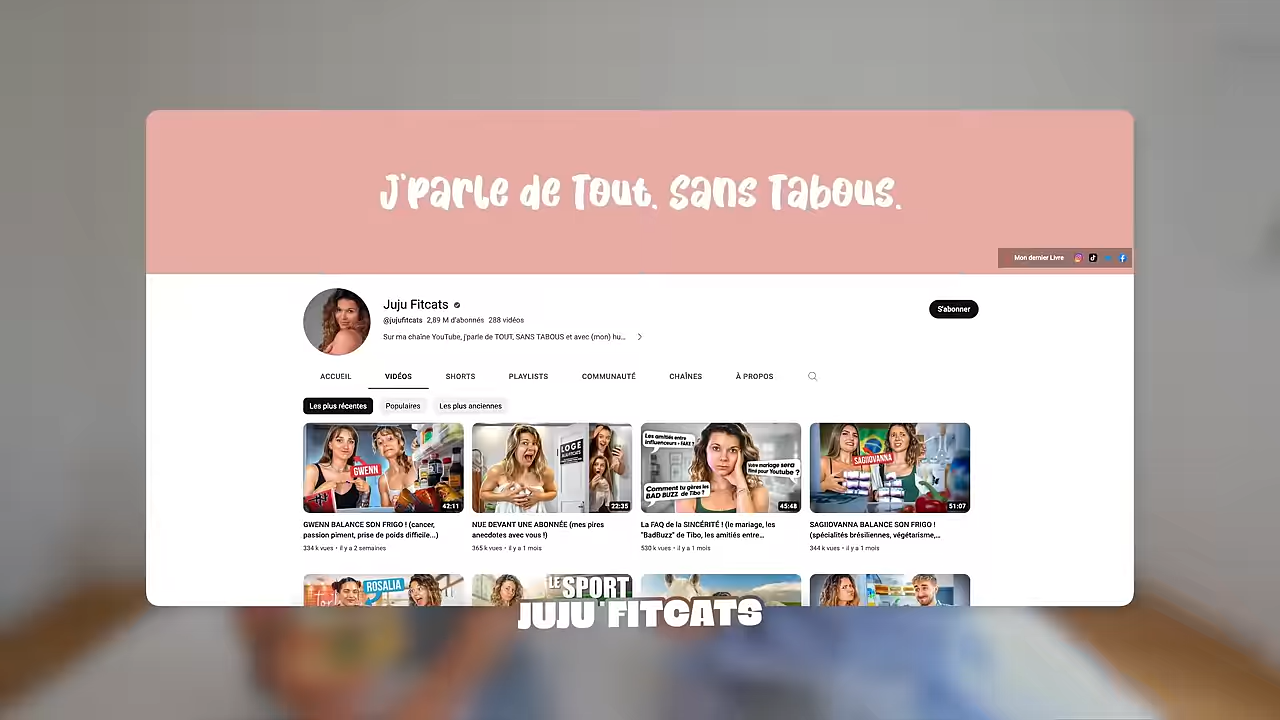 J'parle de Tout. Sans Tabous.
Mon dernier Livre
Juju Fitcats
@jujufitcats 2,89 M d'abonnés 288 vidéos
Sur ma chaîne YouTube, j'parle de TOUT, SANS TABOUS et avec (mon) hu...
S'abonner
ACCUEIL VIDÉOS SHORTS PLAYLISTS COMMUNAUTÉ CHAÎNES À PROPOS
Les plus récentes Populaires Les plus anciennes
GWENN
42:11
LOGE
22:35
Les amitiés entre
influenceurs = FAKE ?
Votre mariage sera
filmé pour Youtube ?
Comment tu gères les
BAD BUZZ de Tibo ?
45:48
SAGIIOVANNA
51:07
GWENN BALANCE SON FRIGO ! (cancer,
passion piment, prise de poids difficile...)
334 k vues • il y a 2 semaines
NUE DEVANT UNE ABONNÉE (mes pires
anecdotes avec vous !)
365 k vues • il y a 1 mois
La FAQ de la SINCÉRITÉ ! (le mariage, les
"BadBuzz" de Tibo, les amitiés entre...
530 k vues • il y a 1 mois
SAGIIOVANNA BALANCE SON FRIGO !
(spécialités brésiliennes, végétarisme,...
344 k vues • il y a 1 mois
ROSALIA
LE SPORT
JUJU FITCATS